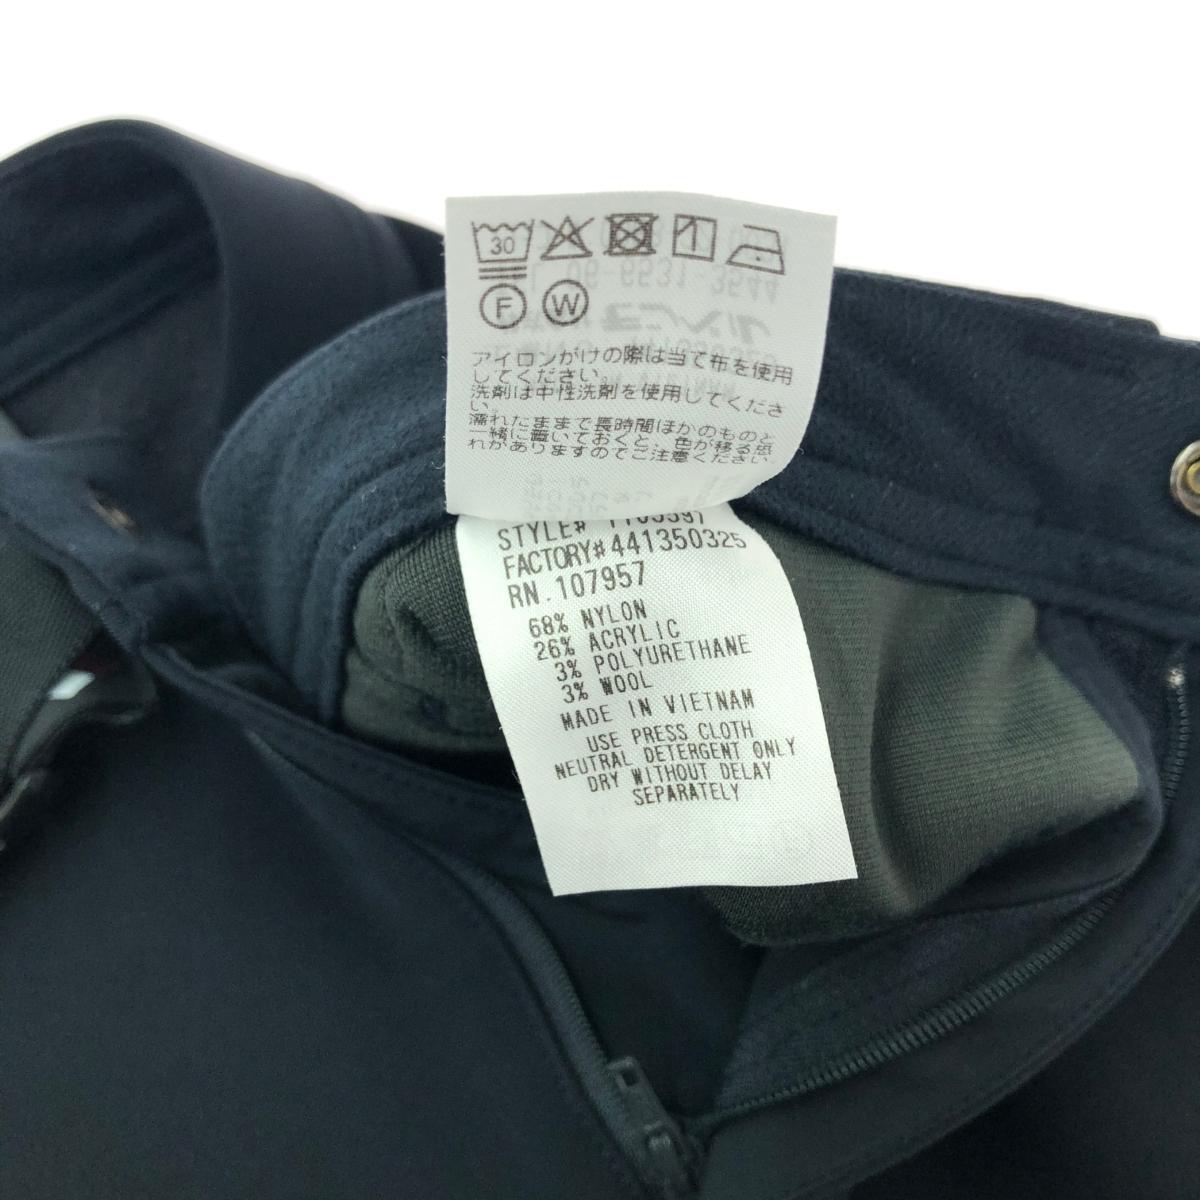 30
F W
アイロンがけの際は当て布を使用
してください。
洗剤は中性洗剤を使用してくださ
い。
濡れたままで長時間ほかのものと
一緒に置いておくと、色が移る恐
れがありますのでご注意ください。
STYLE# 1105597
FACTORY#441350325
RN.107957
68% NYLON
26% ACRYLIC
3% POLYURETHANE
3% WOOL
MADE IN VIETNAM
USE PRESS CLOTH
NEUTRAL DETERGENT ONLY
DRY WITHOUT DELAY
SEPARATELY